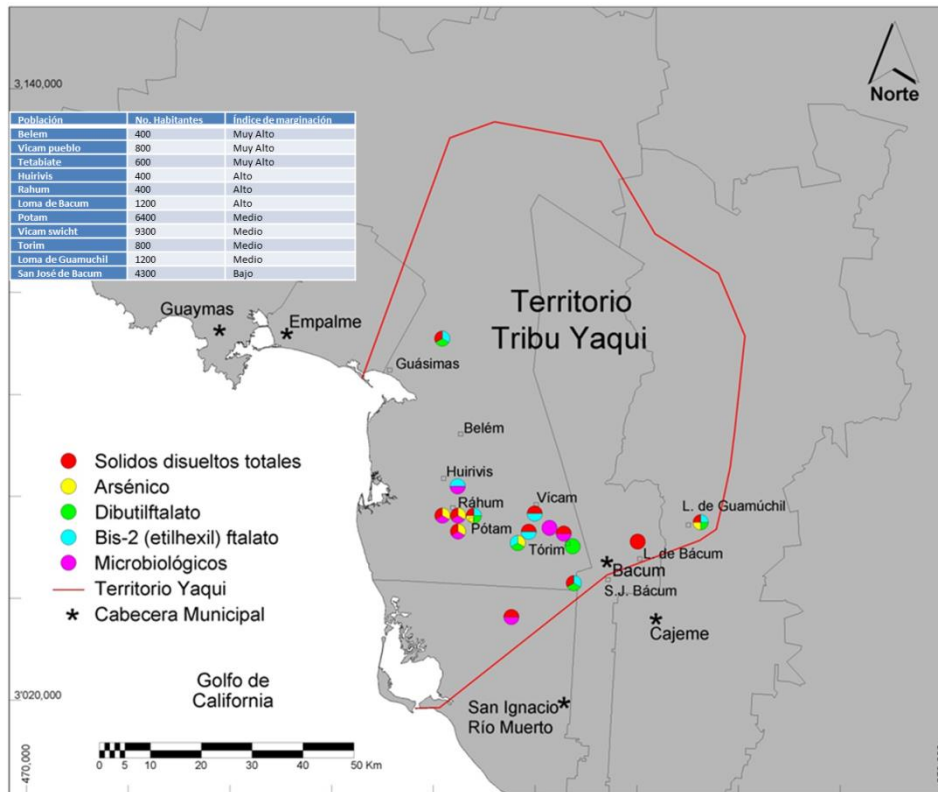 3,140,000
Norte
Población No. Habitantes Índice de marginación
Belem 400 Muy Alto
Vicam pueblo 800 Muy Alto
Tetabiate 600 Muy Alto
Huirivis 400 Alto
Rahum 400 Alto
Loma de Bacum 1200 Alto
Potam 6400 Medio
Vicam swicht 9300 Medio
Torim 800 Medio
Loma de Guamuchil 1200 Medio
San José de Bacum 4300 Bajo
Territorio
Tribu Yaqui
Guaymas
Empalme
Guásimas
Belém
Huirivis
Ráhum
Vícam
Pótam
Tórim
L. de Guamúchil
L. de Bácum
Bacum
S.J. Bácum
Cajeme
Solidos disueltos totales
Arsénico
Dibutilftalato
Bis-2 (etilhexil) ftalato
Microbiológicos
Territorio Yaqui
Cabecera Municipal
Golfo de
California
San Ignacio
Río Muerto
3'020,000
0 5 10 20 30 40 50 Km
470,000